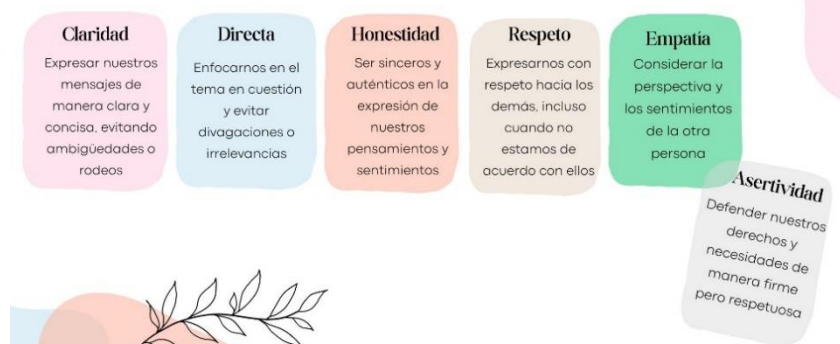 Claridad
Expresar nuestros
mensajes de
manera clara y
concisa, evitando
ambigüedades o
rodeos
Directa
Enfocarnos en el
tema en cuestión
y evitar
divagaciones o
irrelevancias
Honestidad
Ser sinceros y
auténticos en la
expresión de
nuestros
pensamientos y
sentimientos
Respeto
Expresarnos con
respeto hacia los
demás, incluso
cuando no
estamos de
acuerdo con ellos
Empatía
Considerar la
perspectiva y
los sentimientos
de la otra
persona
Asertividad
Defender nuestros
derechos y
necesidades de
manera firme
pero respetuosa